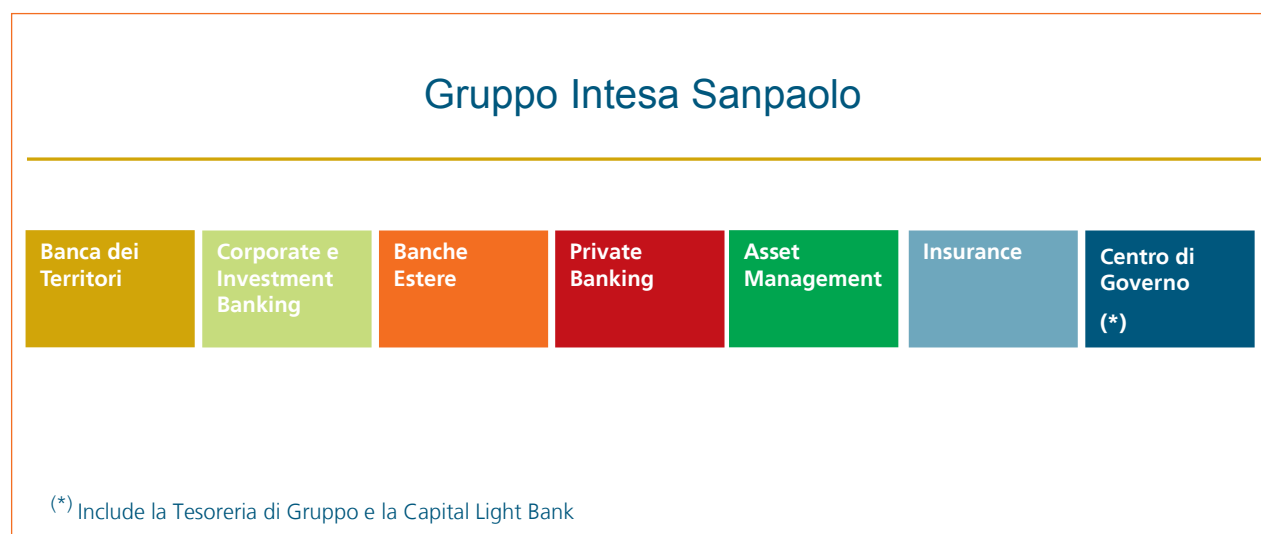 Gruppo Intesa Sanpaolo
Banca dei
Territori
Corporate e
Investment
Banking
Banche
Estere
Private
Banking
Asset
Management
Insurance
Centro di
Governo
(*)
(*) Include la Tesoreria di Gruppo e la Capital Light Bank